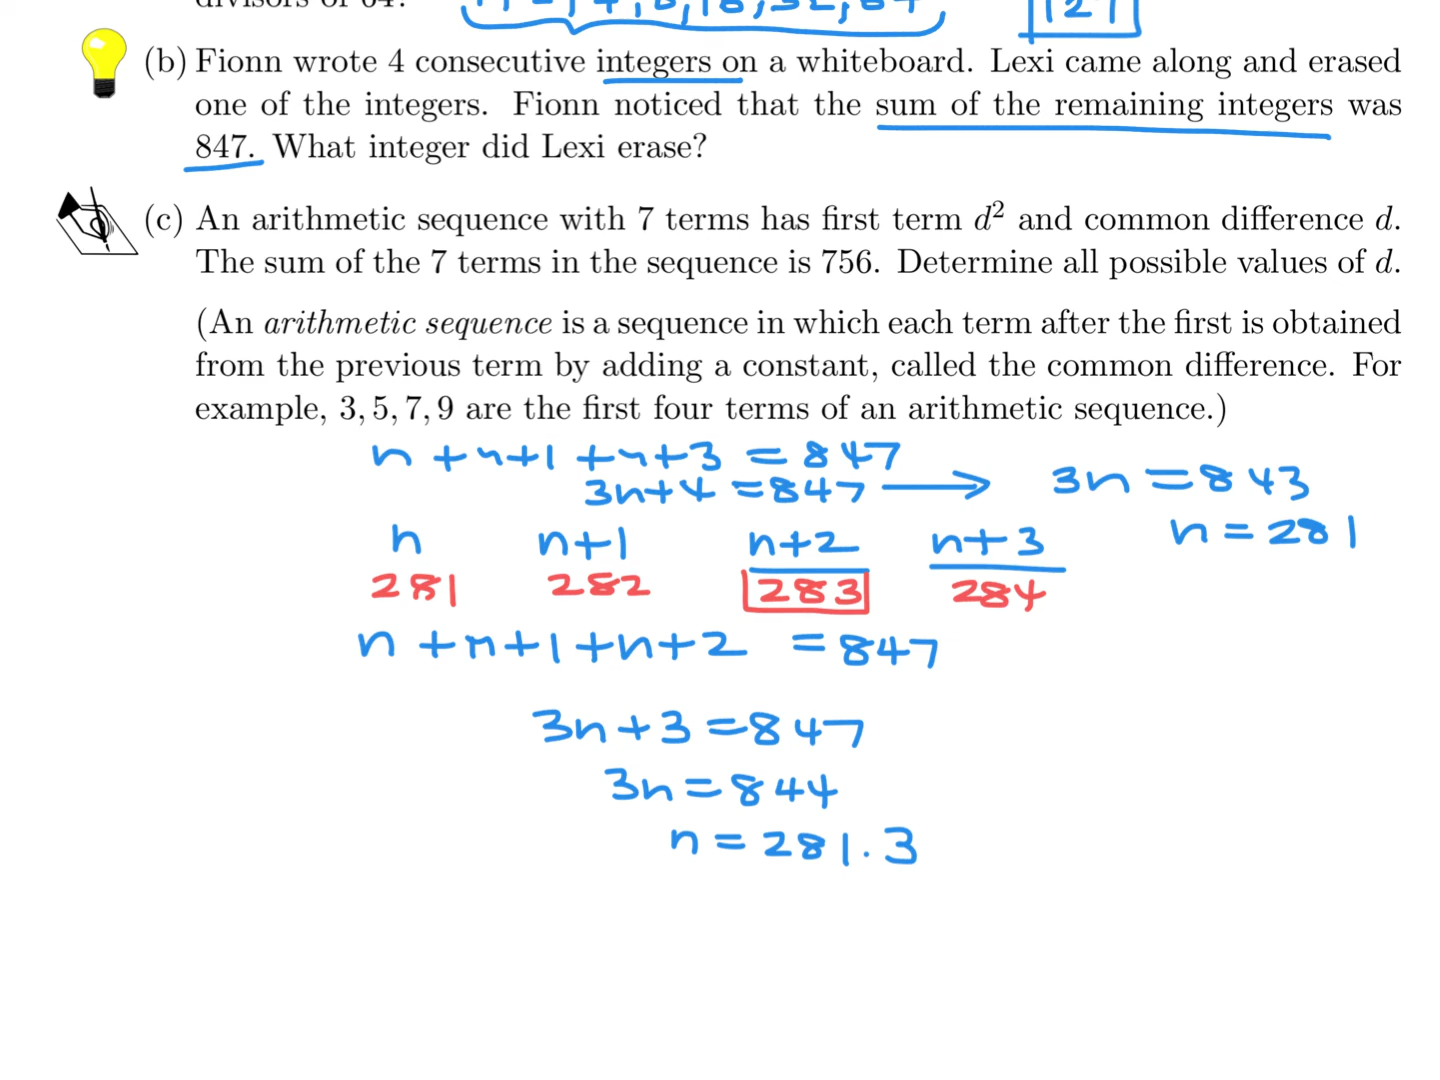 divisors of 64?
127
(b) Fionn wrote 4 consecutive integers on a whiteboard. Lexi came along and erased
one of the integers. Fionn noticed that the sum of the remaining integers was
847. What integer did Lexi erase?
(c) An arithmetic sequence with 7 terms has first term d² and common difference d.
The sum of the 7 terms in the sequence is 756. Determine all possible values of d.
(An arithmetic sequence is a sequence in which each term after the first is obtained
from the previous term by adding a constant, called the common difference. For
example, 3, 5, 7, 9 are the first four terms of an arithmetic sequence.)
n + n+1 + n+3 = 847
3n+4 = 847 → 3n = 843
n = 281
n n+1 n+2 n+3
281 282 283 284
n + n+1 + n+2 = 847
3n+3 = 847
3n = 844
n = 281.3